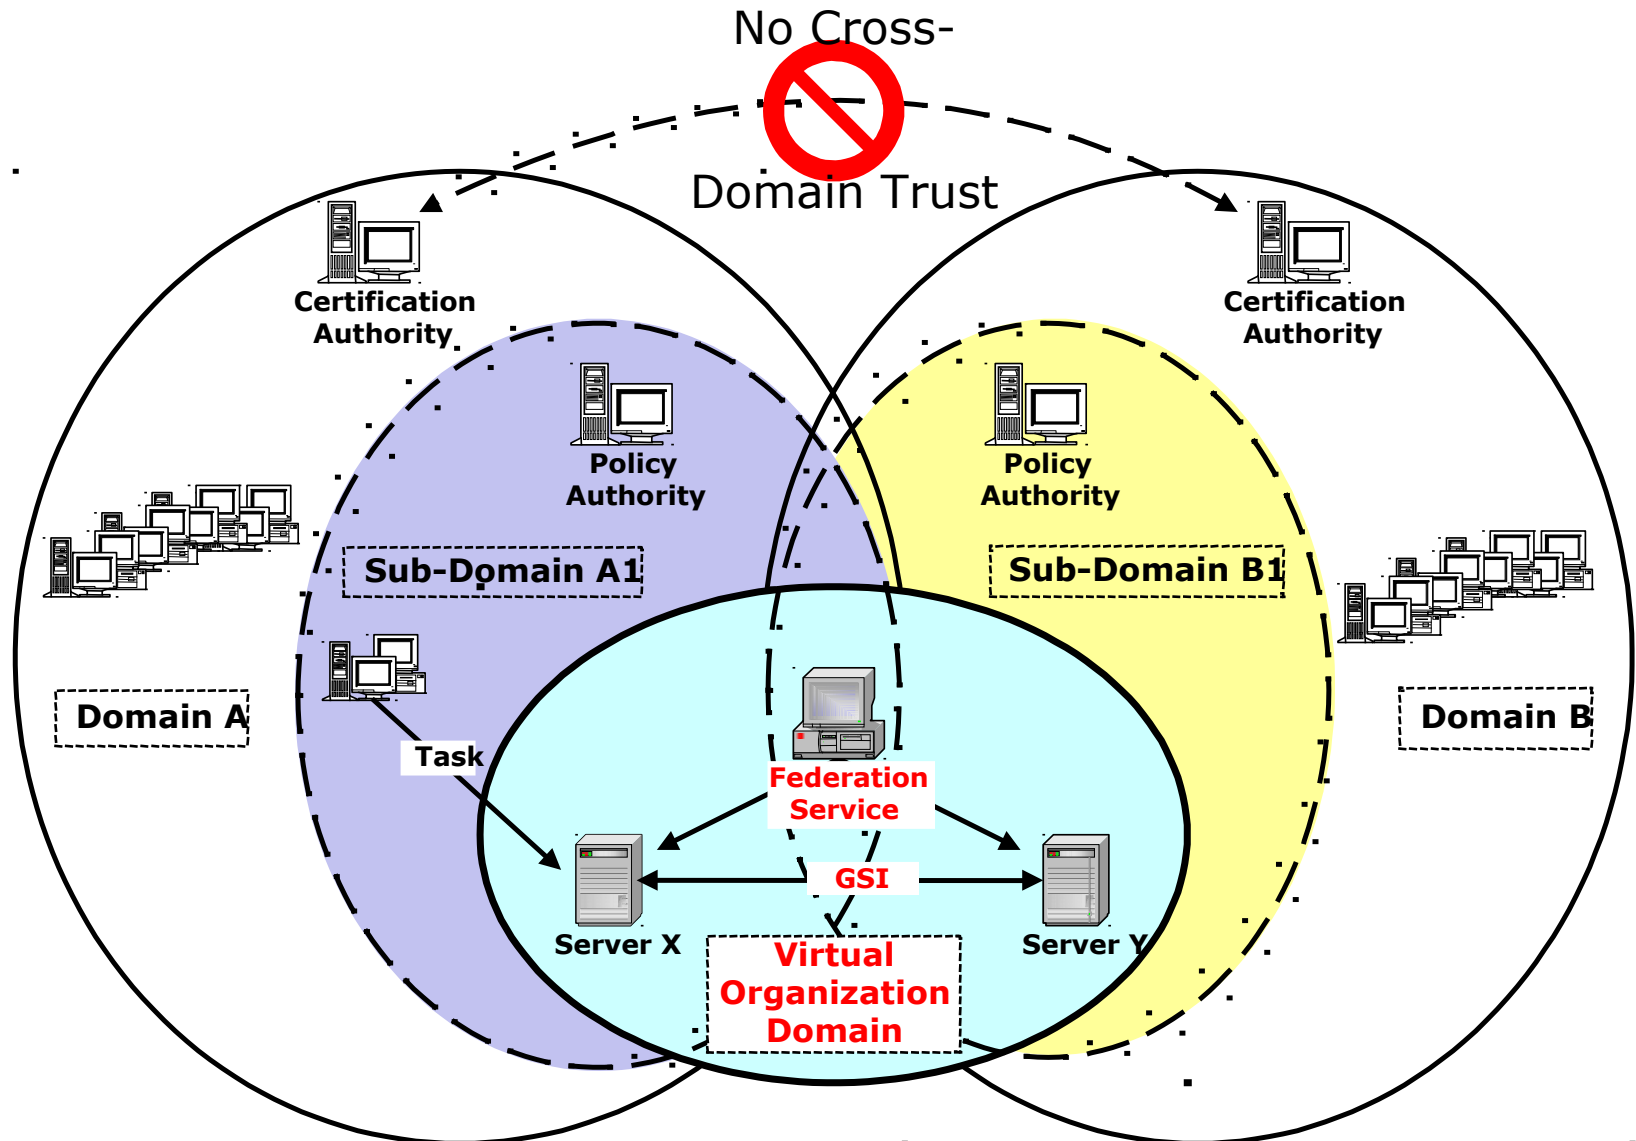 No Cross-
Domain Trust
Certification
Authority
Certification
Authority
Policy
Authority
Policy
Authority
Sub-Domain A1
Sub-Domain B1
Domain A
Domain B
Task
Federation
Service
GSI
Server X
Server Y
Virtual
Organization
Domain